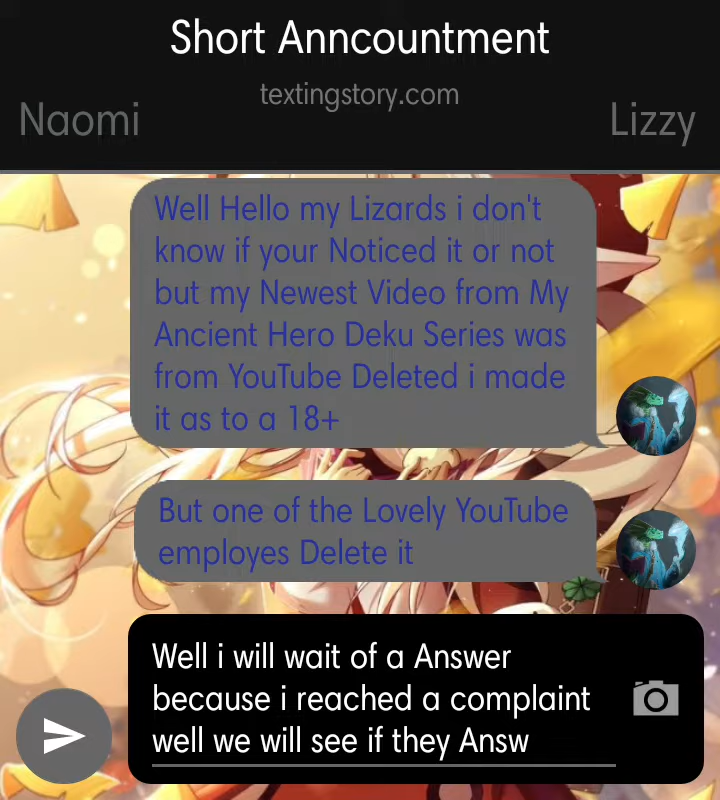 Short Anncountment
textingstory.com
Naomi
Lizzy
Well Hello my Lizards i don't
know if your Noticed it or not
but my Newest Video from My
Ancient Hero Deku Series was
from YouTube Deleted i made
it as to a 18+
But one of the Lovely YouTube
employes Delete it
Well i will wait of a Answer
because i reached a complaint
well we will see if they Answ